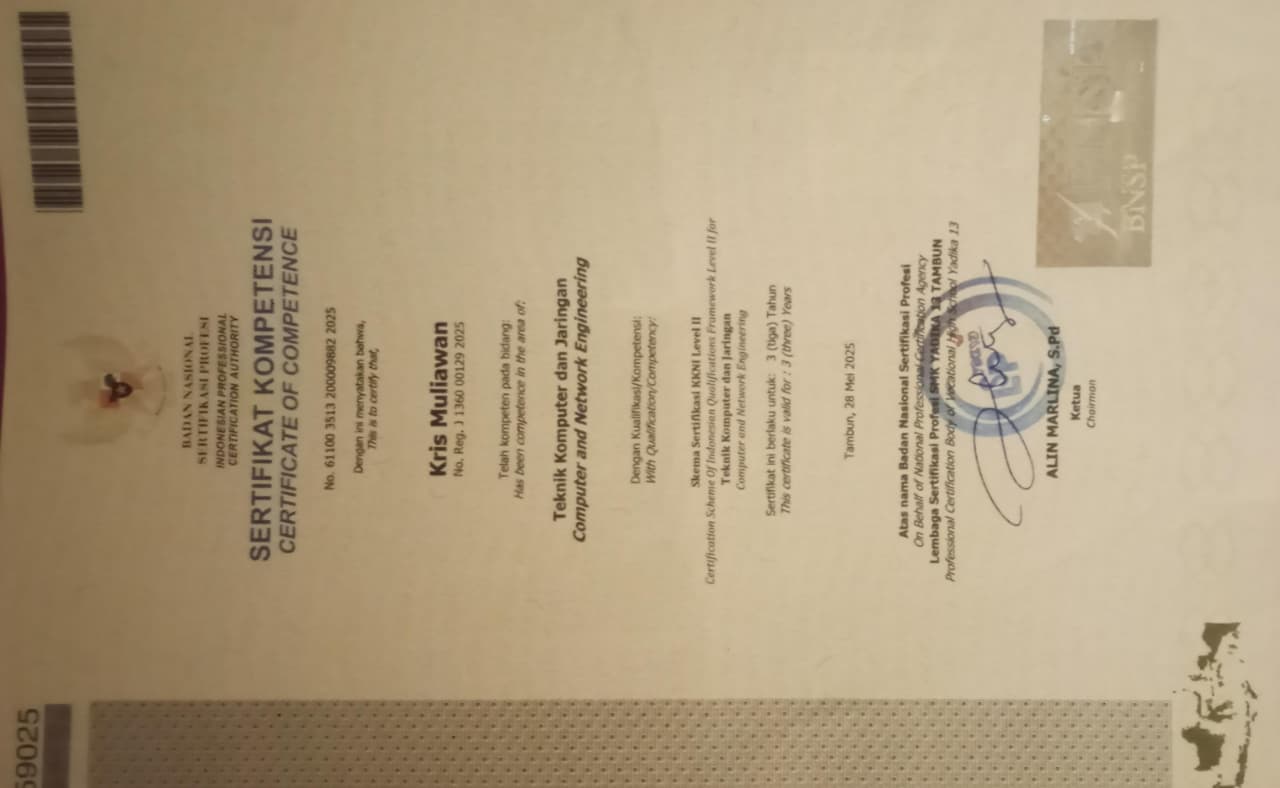 59025
BADAN NASIONAL
SERTIFIKASI PROFESI
INDONESIAN PROFESSIONAL
CERTIFICATION AUTHORITY
SERTIFIKAT KOMPETENSI
CERTIFICATE OF COMPETENCE
No. 61100 3513 200009882 2025
Dengan ini menyatakan bahwa,
This is to certify that,
Kris Muliawan
No. Reg. J 1360 00129 2025
Telah kompeten pada bidang:
Has been competence in the area of:
Teknik Komputer dan Jaringan
Computer and Network Engineering
Dengan Kualifikasi/Kompetensi:
With Qualification/Competency:
Skema Sertifikasi KKNI Level II
Certification Scheme Of Indonesian Qualifications Framework Level II for
Teknik Komputer dan Jaringan
Computer and Network Engineering
Sertifikat ini berlaku untuk: 3 (tiga) Tahun
This certificate is valid for : 3 (three) Years
Tambun, 28 Mei 2025
Atas nama Badan Nasional Sertifikasi Profesi
On Behalf of National Professional Certification Agency
Lembaga Sertifikasi Profesi SMK YADIKA 13 TAMBUN
Professional Certification Body of Vocational High School Yadika 13
ALIN MARLINA, S.Pd
Ketua
Chairman
BNSP